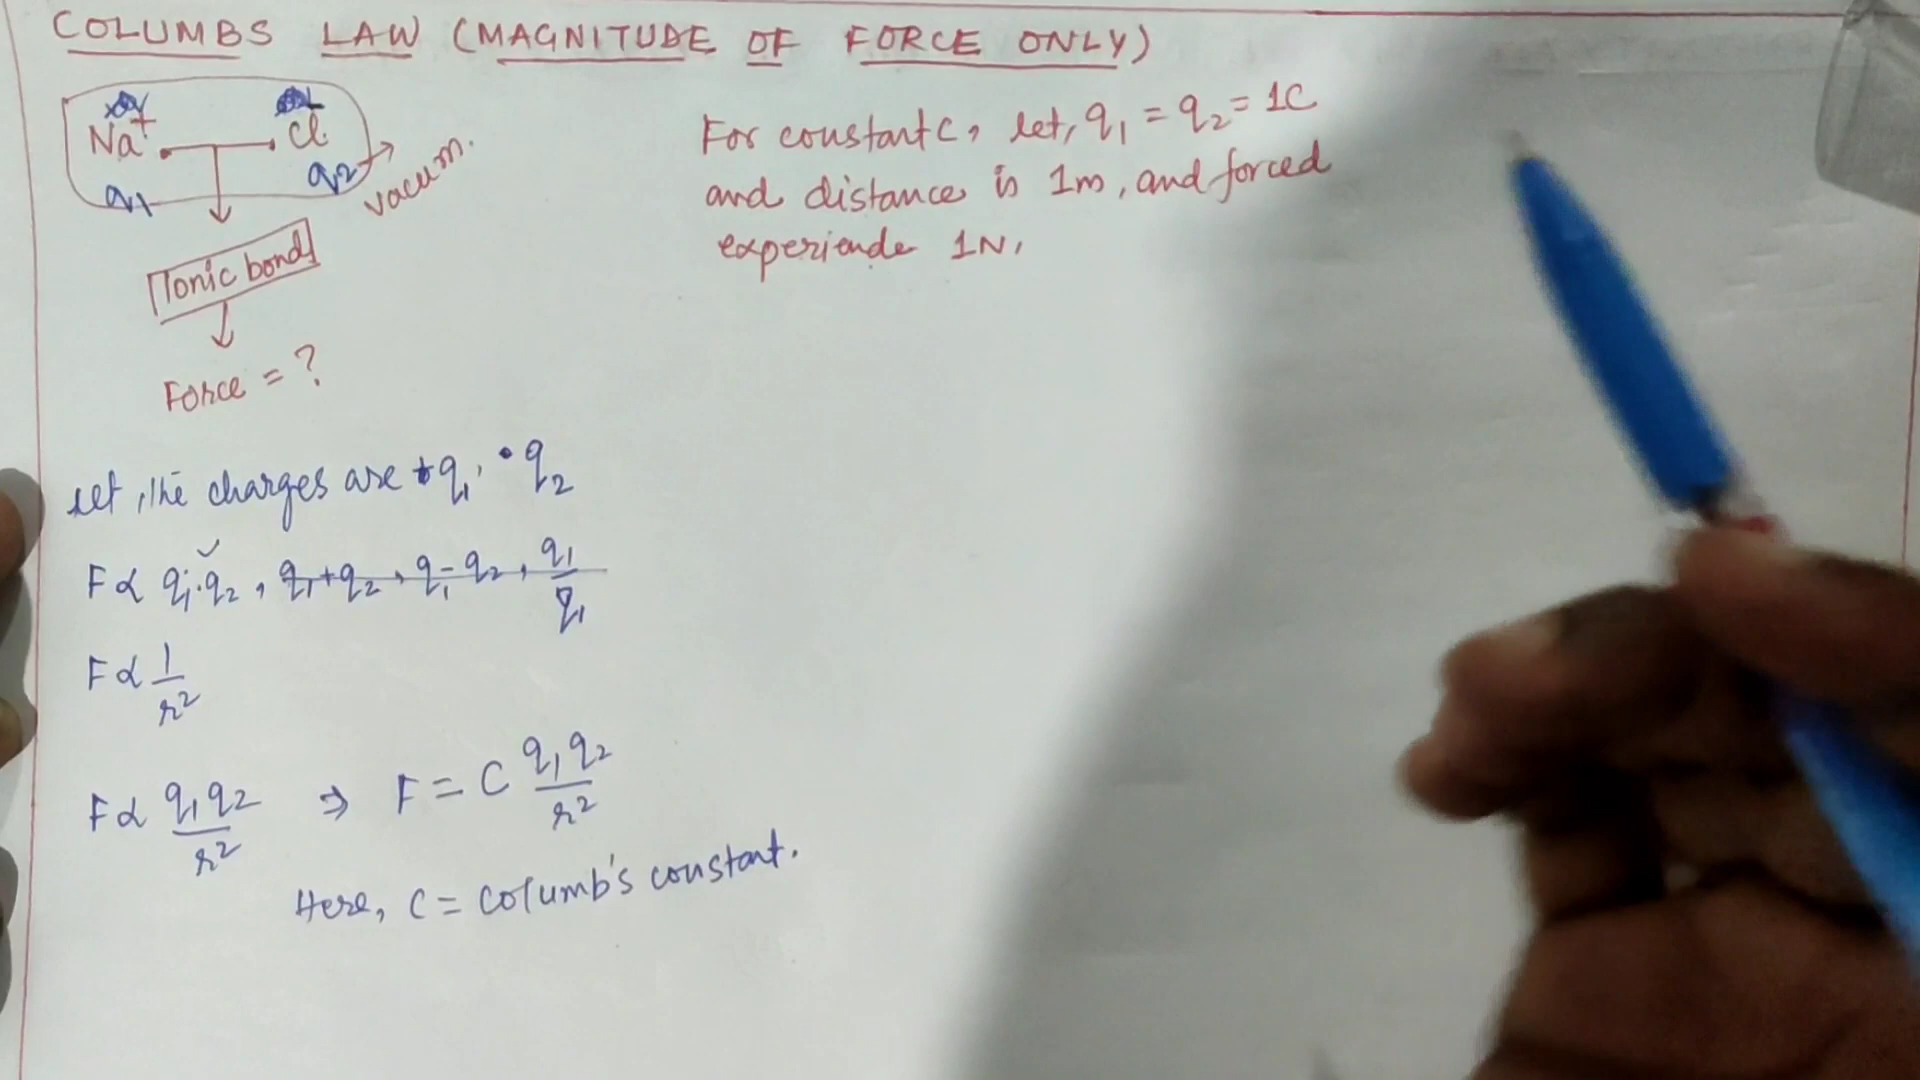 COLUMBS LAW (MAGNITUDE OF FORCE ONLY)
Na+ Cl
q1 q2
vacum.
Ionic bond
Force = ?
Let, the charges are q1, q2
F ∝ q1.q2, q1+q2, q1-q2, q1/q1
F ∝ 1/r²
F ∝ q1q2/r² ⇒ F = C q1q2/r²
Here, C = Columb's constant.
For constant C, let, q1 = q2 = 1C
and distance is 1m, and forced
experiende 1N,